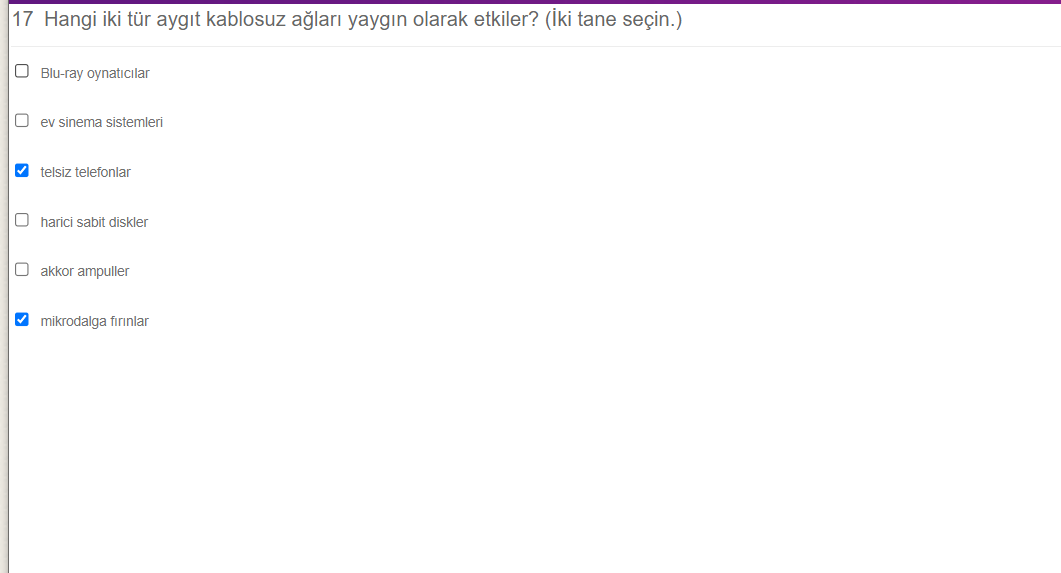 17 Hangi iki tür aygıt kablosuz ağları yaygın olarak etkiler? (İki tane seçin.)
Blu-ray oynatıcılar
ev sinema sistemleri
telsiz telefonlar
harici sabit diskler
akkor ampuller
mikrodalga fırınlar